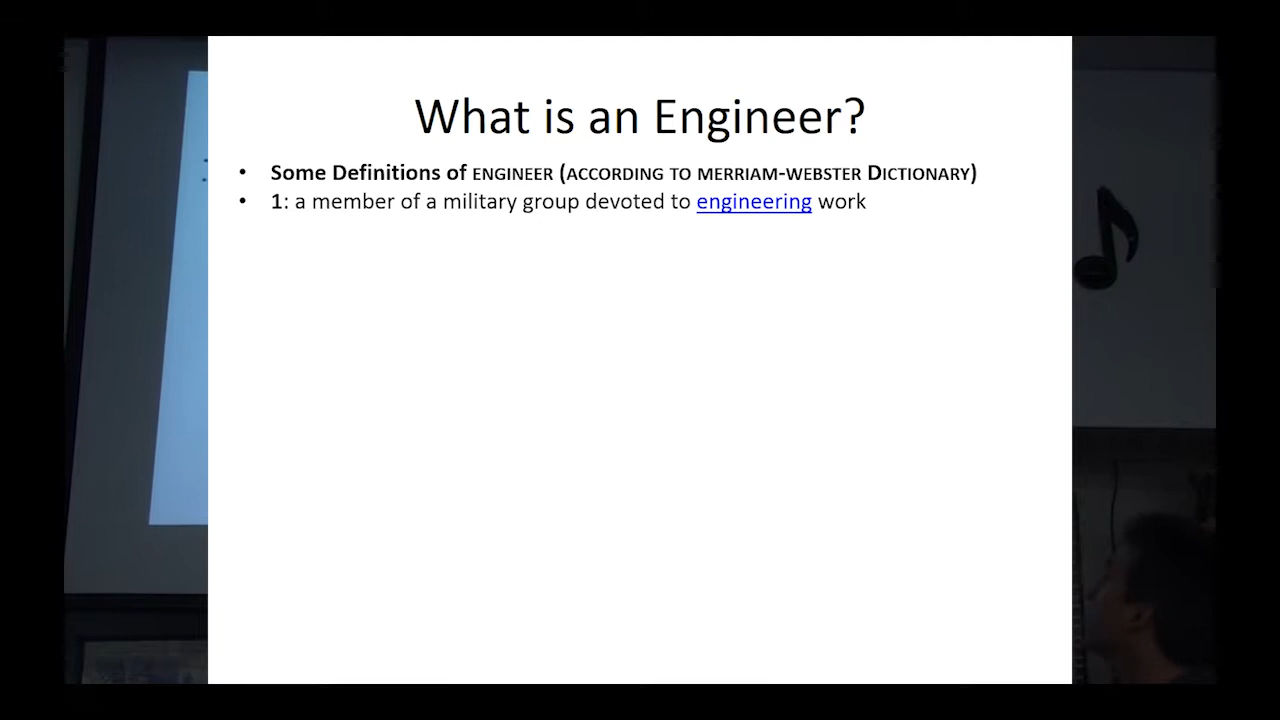 What is an Engineer?
• Some Definitions of ENGINEER (ACCORDING TO MERRIAM-WEBSTER DICTIONARY)
• 1: a member of a military group devoted to engineering work